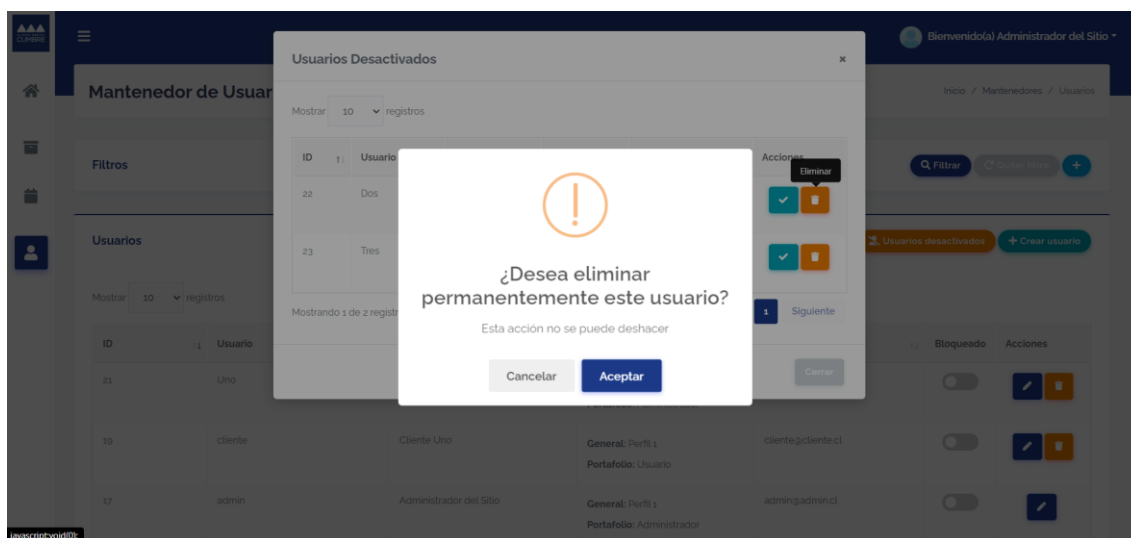 CUMBRE
Bienvenido(a) Administrador del Sitio
Usuarios Desactivados
×
Mantenedor de Usuar
Inicio / Mantenedores / Usuarios
Mostrar 10 registros
ID Usuario Acciones
Eliminar
Filtros
Filtrar Quitar filtro +
22 Dos
Usuarios
Usuarios desactivados + Crear usuario
23 Tres
¿Desea eliminar
permanentemente este usuario?
Mostrar 10 registros
Mostrando 1 de 2 registr
1 Siguiente
Esta acción no se puede deshacer
ID Usuario Bloqueado Acciones
Cancelar Aceptar
Cerrar
21 Uno
19 cliente Cliente Uno General: Perfil 1 cliente@cliente.cl
Portafolio: Usuario
17 admin Administrador del Sitio General: Perfil 1 admin@admin.cl
Portafolio: Administrador
javascript:void(0);